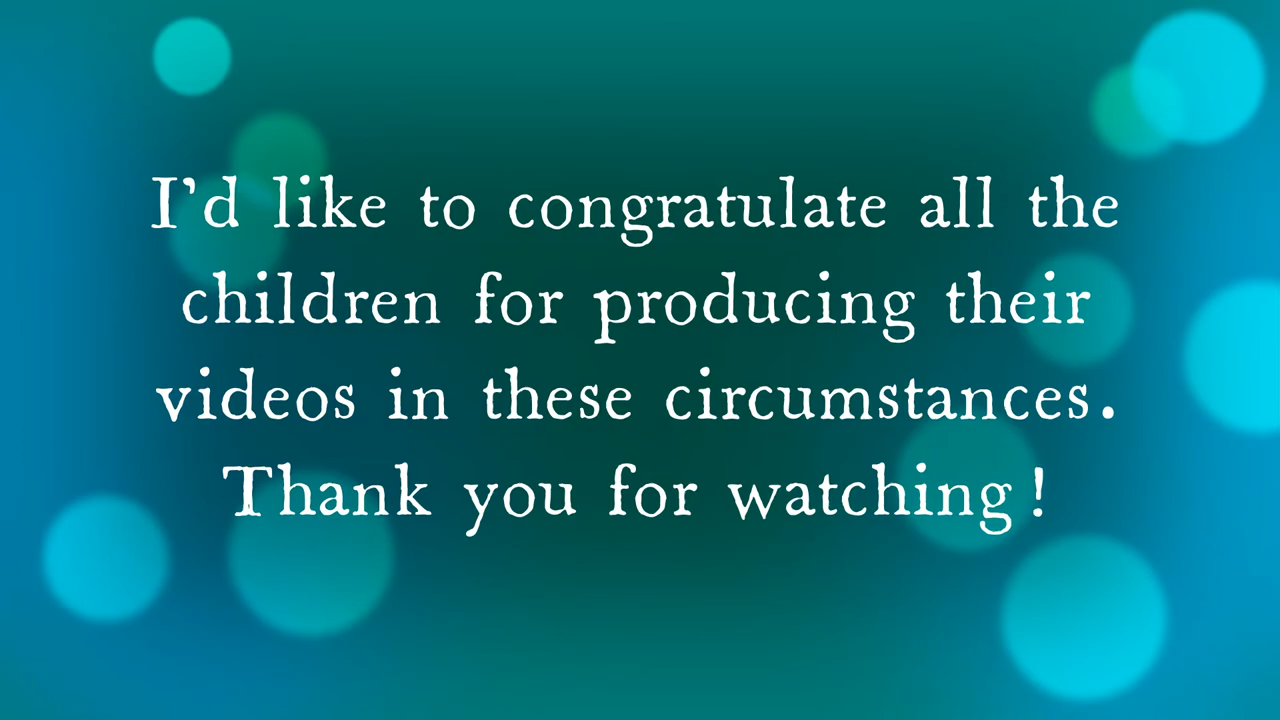 I'd like to congratulate all the
children for producing their
videos in these circumstances.
Thank you for watching !